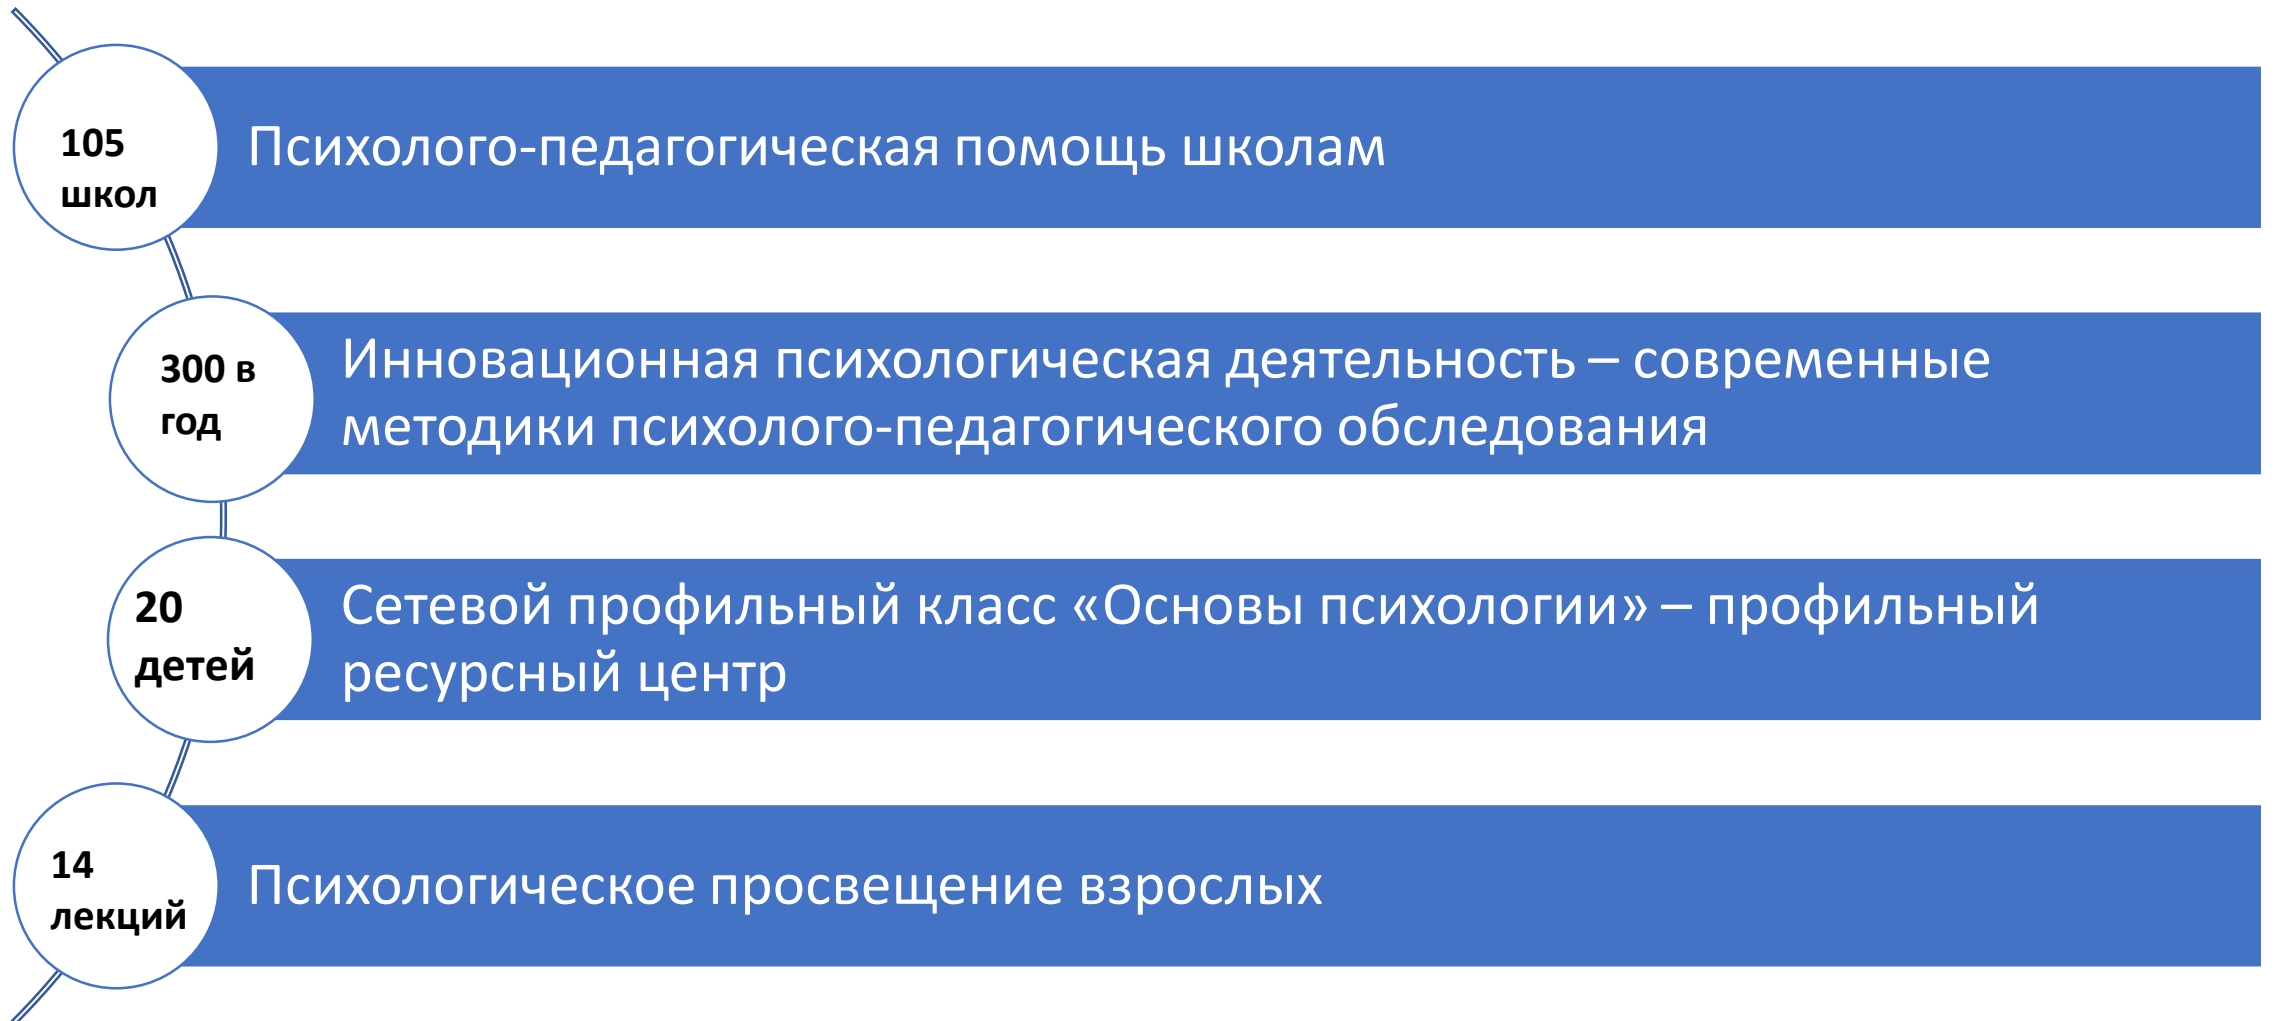 105
школ
Психолого-педагогическая помощь школам
300 в
год
Инновационная психологическая деятельность – современные
методики психолого-педагогического обследования
20
детей
Сетевой профильный класс «Основы психологии» – профильный
ресурсный центр
14
лекций
Психологическое просвещение взрослых